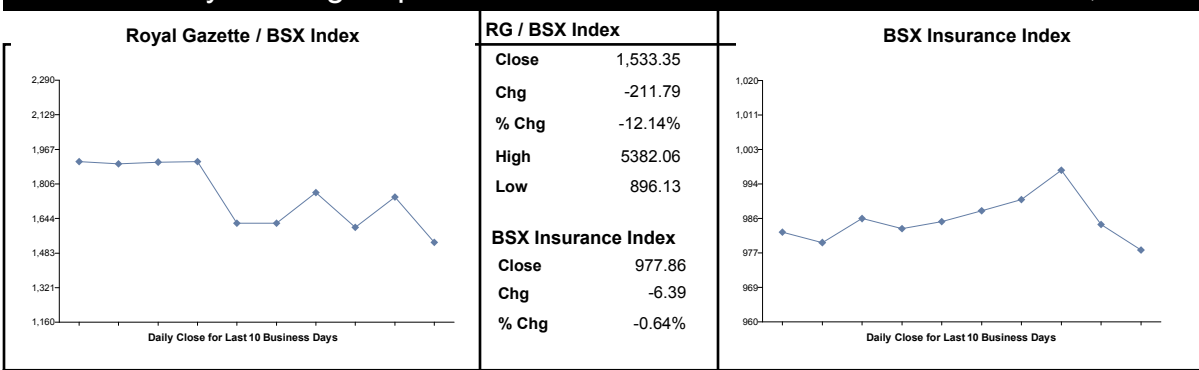 Royal Gazette / BSX Index
2,290
2,129
1,967
1,806
1,644
1,483
1,321
1,160
Daily Close for Last 10 Business Days
RG / BSX Index
Close 1,533.35
Chg -211.79
% Chg -12.14%
High 5382.06
Low 896.13
BSX Insurance Index
Close 977.86
Chg -6.39
% Chg -0.64%
BSX Insurance Index
1,020
1,011
1,003
994
986
977
969
960
Daily Close for Last 10 Business Days